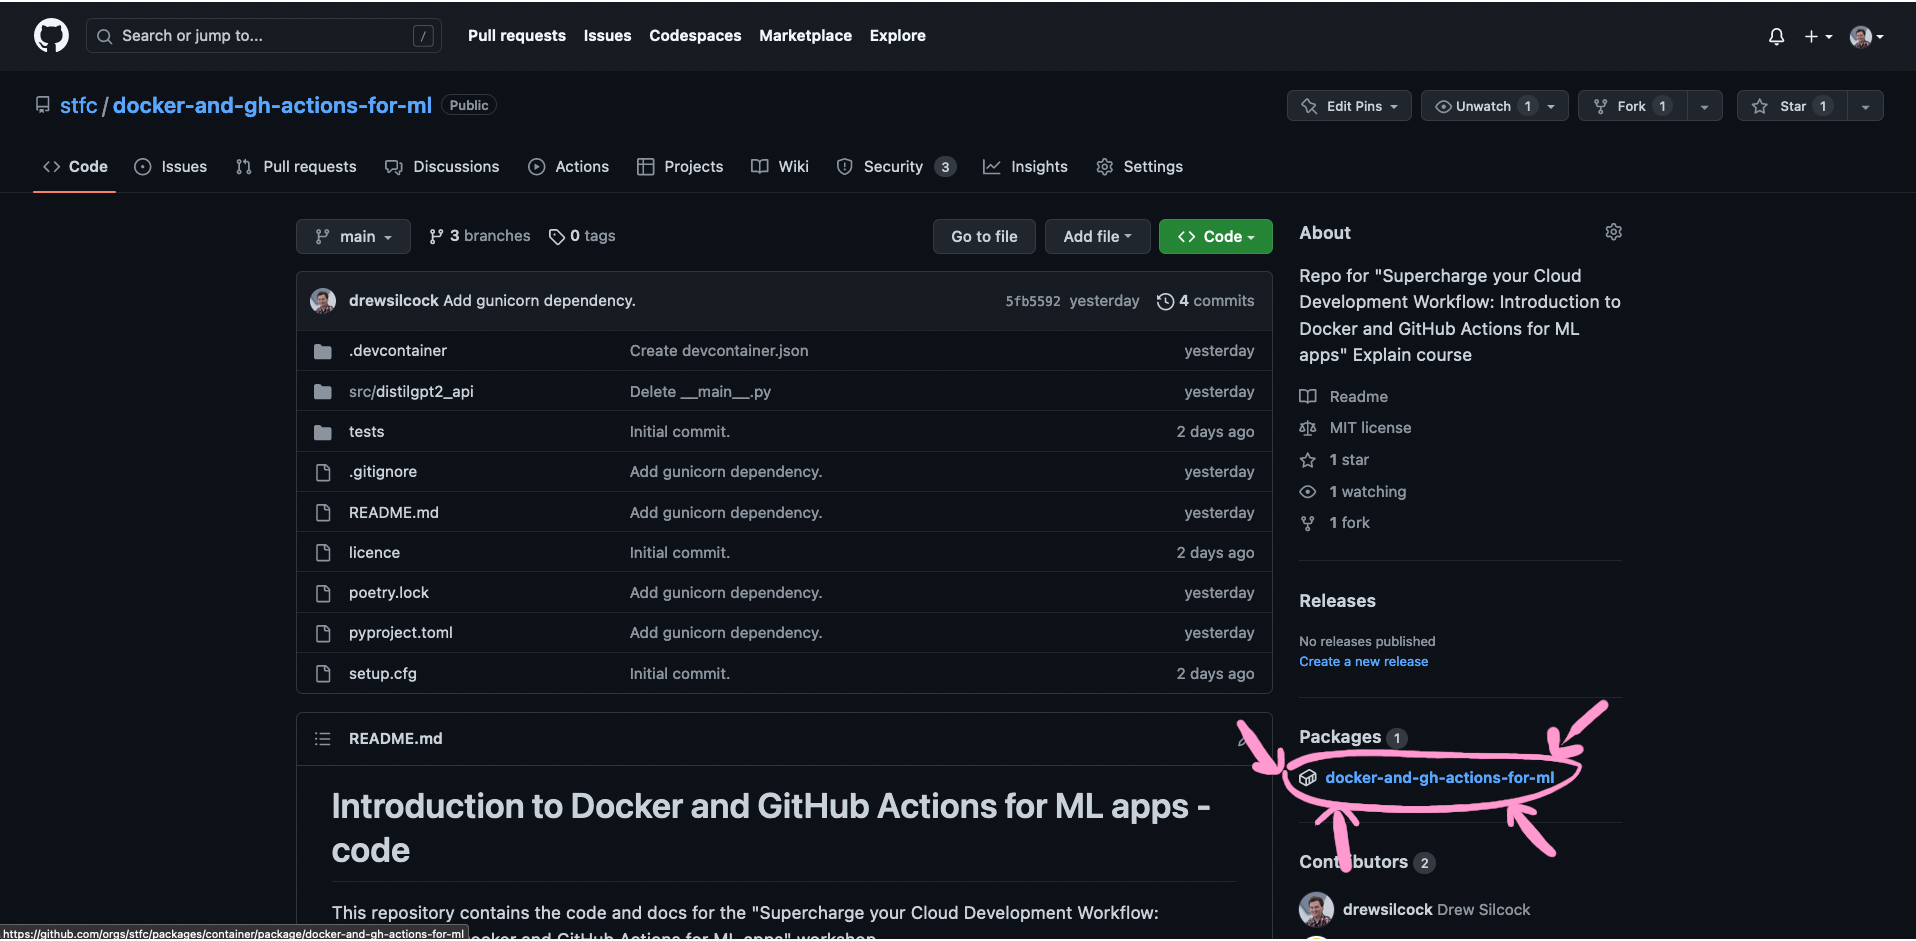 Search or jump to... /
Pull requests Issues Codespaces Marketplace Explore
stfc / docker-and-gh-actions-for-ml Public
Edit Pins Unwatch 1 Fork 1 Star 1
Code Issues Pull requests Discussions Actions Projects Wiki Security 3 Insights Settings
main 3 branches 0 tags Go to file Add file Code
drewsilcock Add gunicorn dependency. 5fb5592 yesterday 4 commits
.devcontainer Create devcontainer.json yesterday
src/distilgpt2_api Delete __main__.py yesterday
tests Initial commit. 2 days ago
.gitignore Add gunicorn dependency. yesterday
README.md Add gunicorn dependency. yesterday
licence Initial commit. 2 days ago
poetry.lock Add gunicorn dependency. yesterday
pyproject.toml Add gunicorn dependency. yesterday
setup.cfg Initial commit. 2 days ago
README.md
Introduction to Docker and GitHub Actions for ML apps -
code
This repository contains the code and docs for the "Supercharge your Cloud Development Workflow:
and GitHub Actions for ML apps" workshop
About
Repo for "Supercharge your Cloud
Development Workflow: Introduction to
Docker and GitHub Actions for ML
apps" Explain course
Readme
MIT license
1 star
1 watching
1 fork
Releases
No releases published
Create a new release
Packages 1
docker-and-gh-actions-for-ml
Contributors 2
drewsilcock Drew Silcock
https://github.com/orgs/stfc/packages/container/package/docker-and-gh-actions-for-ml